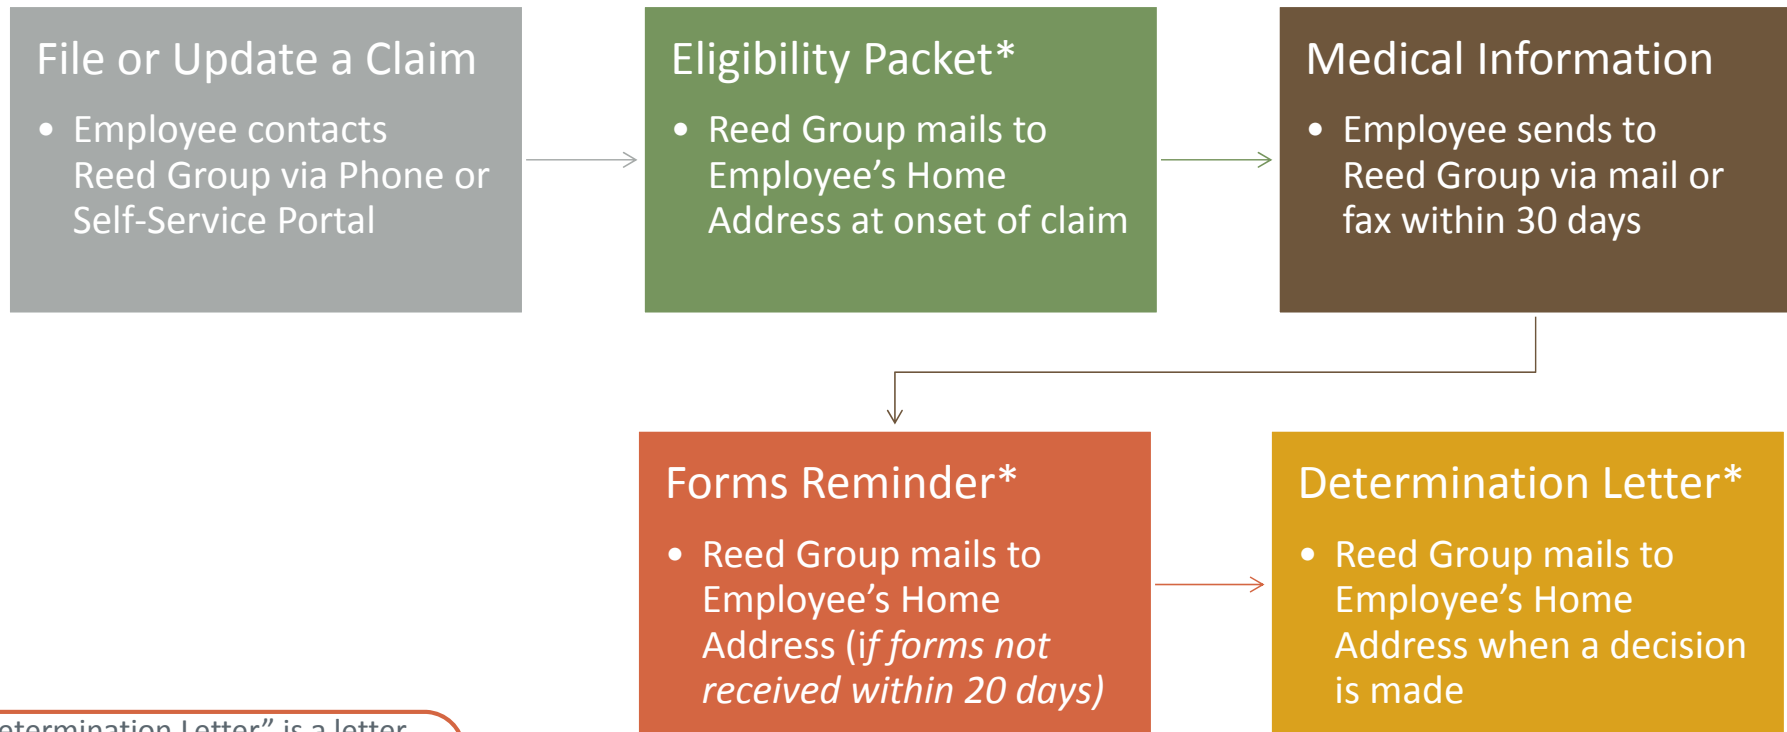 File or Update a Claim
• Employee contacts
Reed Group via Phone or
Self-Service Portal
Eligibility Packet*
• Reed Group mails to
Employee’s Home
Address at onset of claim
Medical Information
• Employee sends to
Reed Group via mail or
fax within 30 days
Forms Reminder*
• Reed Group mails to
Employee’s Home
Address (if forms not
received within 20 days)
Determination Letter*
• Reed Group mails to
Employee’s Home
Address when a decision
is made
Letter” is a letter